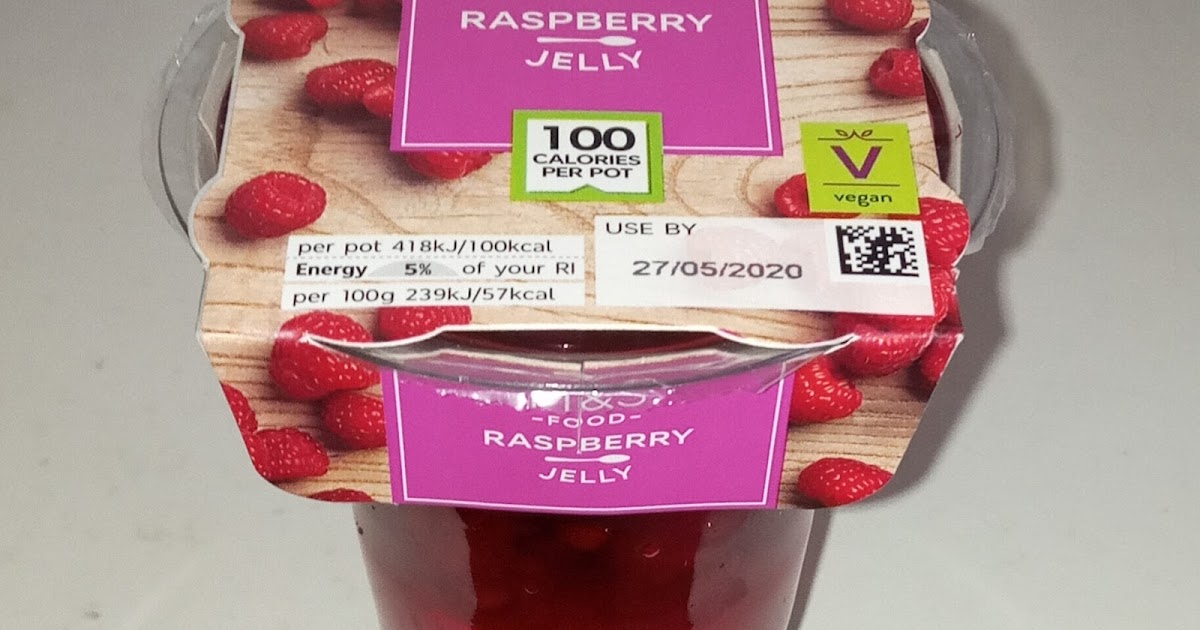 RASPBERRY
JELLY
100
CALORIES
PER POT
V
vegan
per pot 418kJ/100kcal
Energy 5% of your RI
per 100g 239kJ/57kcal
USE BY
27/05/2020
M&S
-FOOD-
RASPBERRY
JELLY